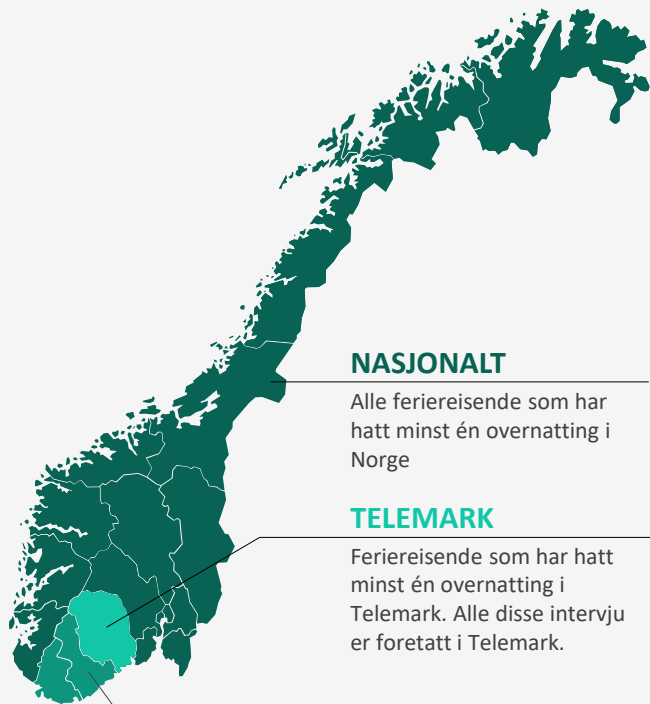 NASJONALT
Alle feriereisende som har
hatt minst én overnatting i
Norge
TELEMARK
Feriereisende som har hatt
minst én overnatting i
Telemark. Alle disse intervju
er foretatt i Telemark.